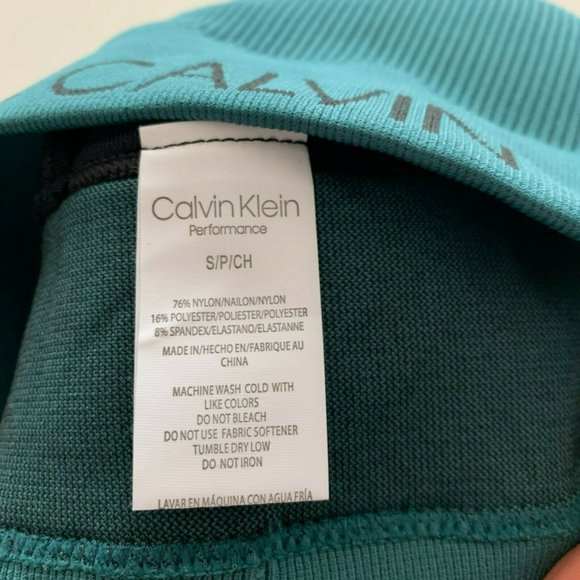 CALVIN
Calvin Klein
Performance
S/P/CH
76% NYLON/NAILON/NYLON
16% POLYESTER/POLIESTER/POLYESTER
8% SPANDEX/ELASTANO/ELASTANNE
MADE IN/HECHO EN/FABRIQUE AU
CHINA
MACHINE WASH COLD WITH
LIKE COLORS
DO NOT BLEACH
DO NOT USE FABRIC SOFTENER
TUMBLE DRY LOW
DO NOT IRON
LAVAR EN MÁQUINA CON AGUA FRÍA